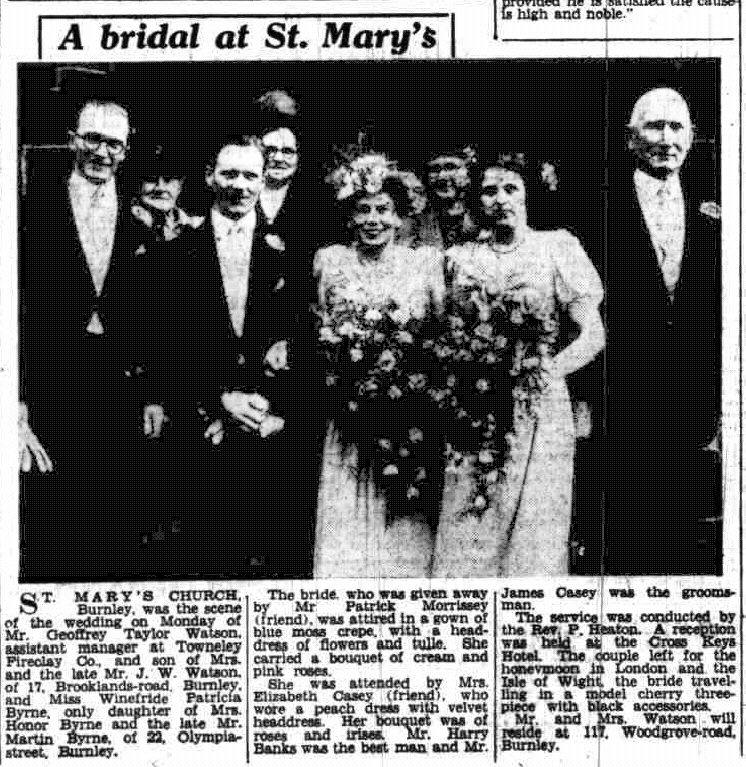 provided he is satisfied the cause
is high and noble."
A bridal at St. Mary's
ST. MARY'S CHURCH,
Burnley, was the scene
of the wedding on Monday of
Mr. Geoffrey Taylor Watson,
assistant manager at Towneley
Fireclay Co., and son of Mrs.
and the late Mr. J. W. Watson,
of 17, Brooklands-road, Burnley,
and Miss Winefride Patricia
Byrne, only daughter of Mrs.
Honor Byrne and the late Mr.
Martin Byrne, of 22, Olympia-
street, Burnley.
The bride, who was given away
by Mr Patrick Morrissey
(friend), was attired in a gown of
blue moss crepe, with a head-
dress of flowers and tulle. She
carried a bouquet of cream and
pink roses.
She was attended by Mrs.
Elizabeth Casey (friend), who
wore a peach dress with velvet
headdress. Her bouquet was of
roses and irises. Mr. Harry
Banks was the best man and Mr.
James Casey was the grooms-
man.
The service was conducted by
the Rev. P. Heaton. A reception
was held at the Cross Keys
Hotel. The couple left for the
honeymoon in London and the
Isle of Wight, the bride travel-
ling in a model cherry three-
piece with black accessories.
Mr. and Mrs. Watson will
reside at 117, Woodgrove-road,
Burnley.